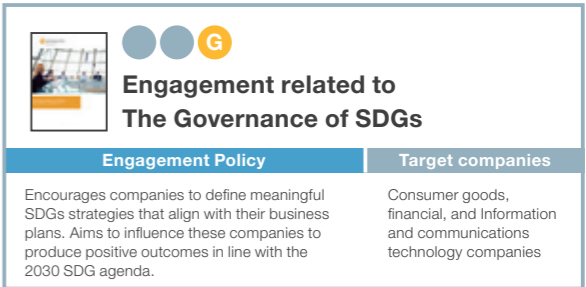 G
Engagement related to
The Governance of SDGs
Engagement Policy
Target companies
Encourages companies to define meaningful
SDGs strategies that align with their business
plans. Aims to influence these companies to
produce positive outcomes in line with the
2030 SDG agenda.
Consumer goods,
financial, and Information
and communications
technology companies